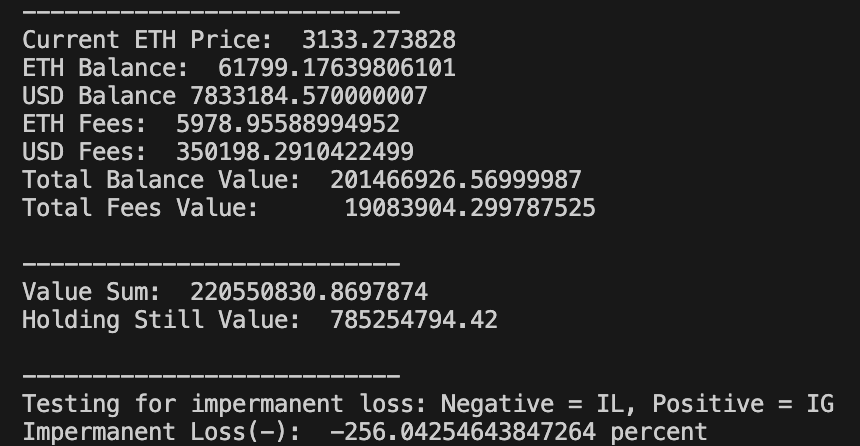 ---------------------------
Current ETH Price:  3133.273828
ETH Balance:  61799.17639806101
USD Balance 7833184.570000007
ETH Fees:  5978.95588994952
USD Fees:  350198.2910422499
Total Balance Value:  201466926.56999987
Total Fees Value:      19083904.299787525
---------------------------
Value Sum:  220550830.8697874
Holding Still Value:  785254794.42
---------------------------
Testing for impermanent loss: Negative = IL, Positive = IG
Impermanent Loss(-):  -256.04254643847264 percent